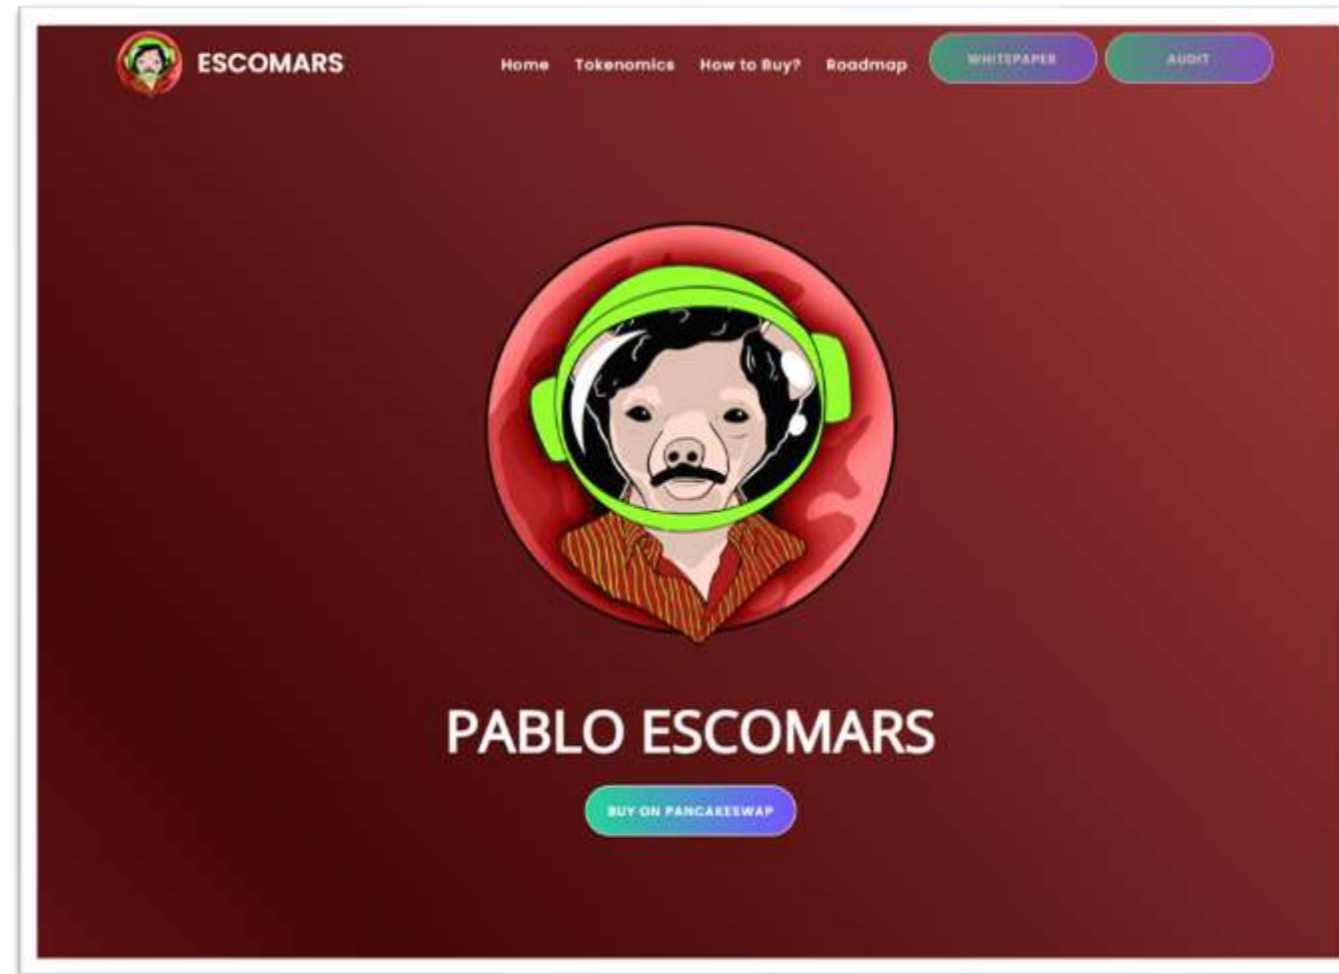 ESCOMARS Home Tokenomics How to Buy? Roadmap WHITEPAPER AUDIT
PABLO ESCOMARS
BUY ON PANCAKESWAP